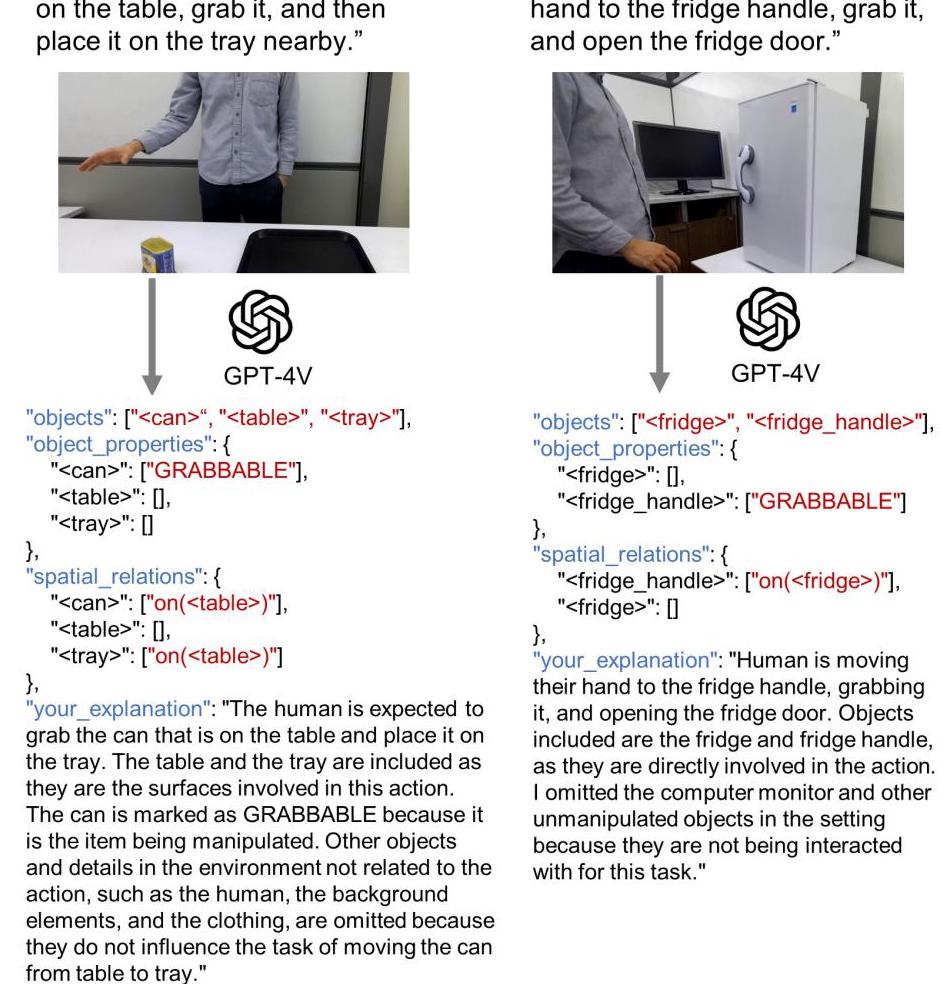 on the table, grab it, and then
place it on the tray nearby.”
GPT-4V
"objects": ["<can>“, "<table>", "<tray>"],
"object_properties": {
"<can>": ["GRABBABLE"],
"<table>": [],
"<tray>": []
},
"spatial_relations": {
"<can>": ["on(<table>)"],
"<table>": [],
"<tray>": ["on(<table>)"]
},
"your_explanation": "The human is expected to
grab the can that is on the table and place it on
the tray. The table and the tray are included as
they are the surfaces involved in this action.
The can is marked as GRABBABLE because it
is the item being manipulated. Other objects
and details in the environment not related to the
action, such as the human, the background
elements, and the clothing, are omitted because
they do not influence the task of moving the can
from table to tray."
hand to the fridge handle, grab it,
and open the fridge door.”
GPT-4V
"objects": ["<fridge>", "<fridge_handle>"],
"object_properties": {
"<fridge>": [],
"<fridge_handle>": ["GRABBABLE"]
},
"spatial_relations": {
"<fridge_handle>": ["on(<fridge>)"],
"<fridge>": []
},
"your_explanation": "Human is moving
their hand to the fridge handle, grabbing
it, and opening the fridge door. Objects
included are the fridge and fridge handle,
as they are directly involved in the action.
I omitted the computer monitor and other
unmanipulated objects in the setting
because they are not being interacted
with for this task."